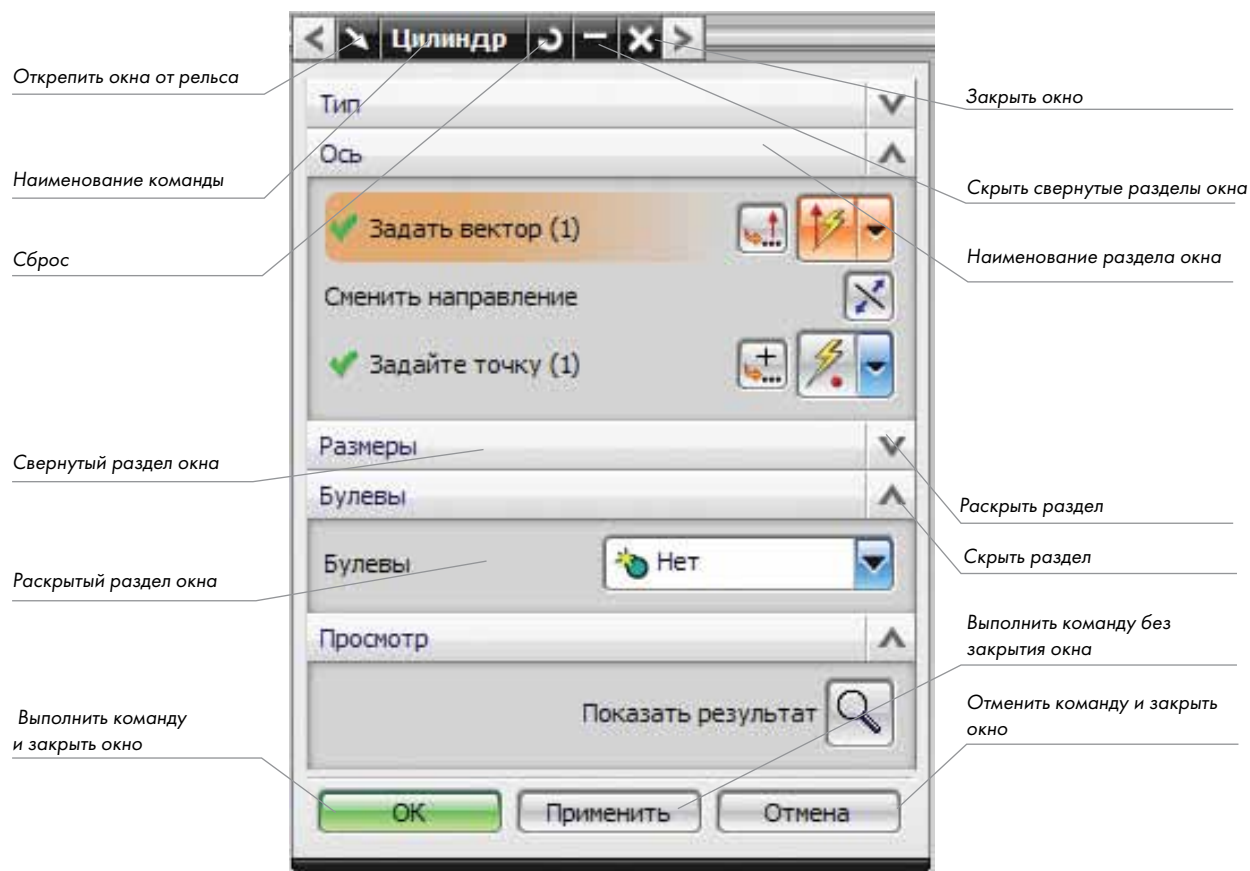 Цилиндр
Открепить окна от рельса
Тип
Закрыть окно
Ось
Наименование команды
Скрыть свернутые разделы окна
Задать вектор (1)
Сброс
Наименование раздела окна
Сменить направление
Задайте точку (1)
Размеры
Свернутый раздел окна
Булевы
Раскрыть раздел
Булевы
Нет
Скрыть раздел
Раскрытый раздел окна
Просмотр
Выполнить команду без
закрытия окна
Показать результат
Выполнить команду
и закрыть окно
Отменить команду и закрыть
окно
ОК
Применить
Отмена